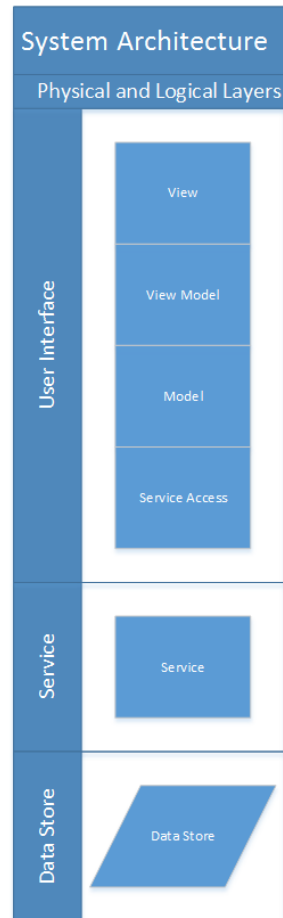 System Architecture
Physical and Logical Layers
User Interface
View
View Model
Model
Service Access
Service
Service
Data Store
Data Store